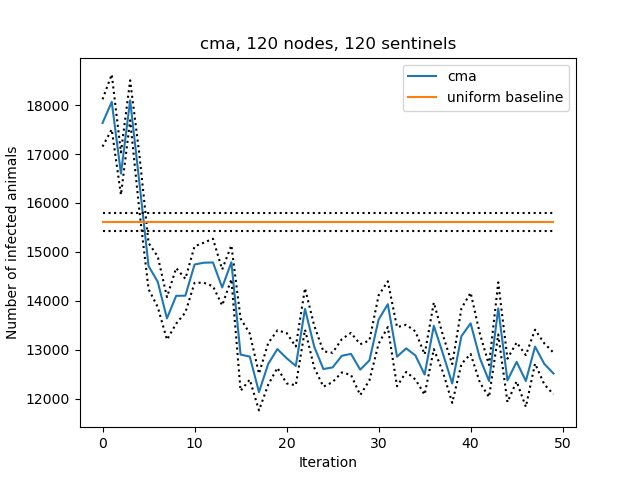 cma, 120 nodes, 120 sentinels
cma
uniform baseline
Number of infected animals
18000
17000
16000
15000
14000
13000
12000
0 10 20 30 40 50
Iteration